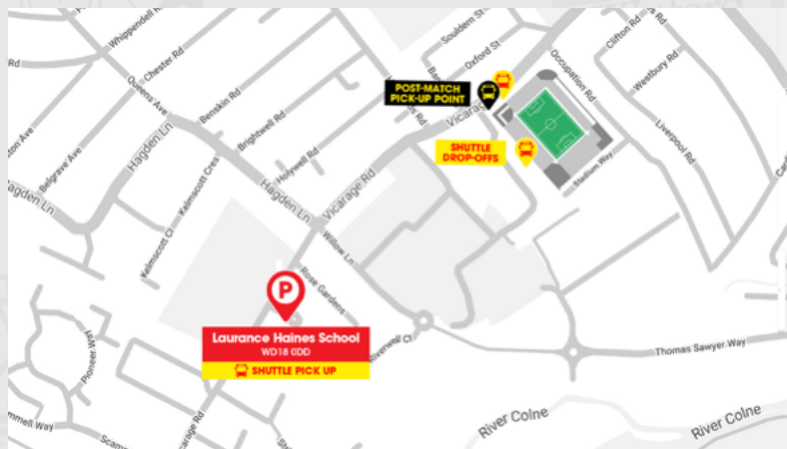 Whippendell Rd
Chester Rd
Queens Ave
Benskin Rd
Brightwell Rd
Holywell Rd
Souldern St
Oxford St
Occupation Rd
Clifton Rd
Westbury Rd
Liverpool Rd
POST-MATCH
PICK-UP POINT
SHUTTLE
DROP-OFFS
Stadium Way
Rd
Belgrave Ave
Hagden Ln
Hagden Ln
Hagden Ln
Kelmscott Cres
Kelmscott Cl
Vicarage Rd
Willow Ln
Rose Gardens
P
Laurance Haines School
WD18 0DD
SHUTTLE PICK UP
Riverwell Cl
Thomas Sawyer Way
Pioneer Way
River Colne
River Colne